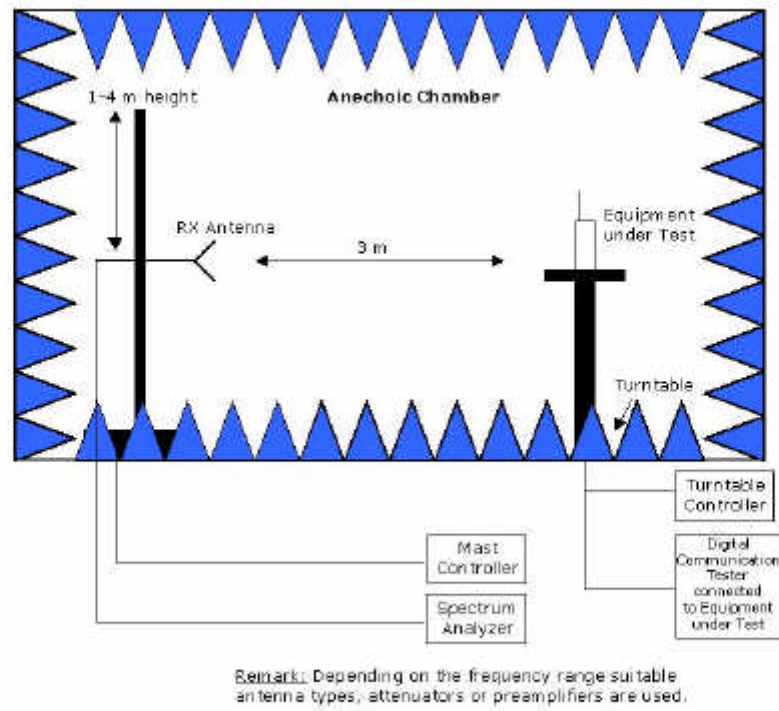 1-4 m height
Anechoic Chamber
RX Antenna
3 m
Equipment
under Test
Turntable
Turntable
Controller
Mast
Controller
Digital
Communication
Tester
connected
to Equipment
under Test
Spectrum
Analyzer
Remark: Depending on the frequency range suitable
antenna types, attenuators or preamplifiers are used.